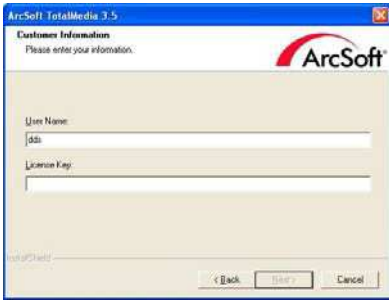 ArcSoft TotalMedia 3.5
Customer Information
Please enter your information.
ArcSoft
User Name:
dds
License Key:
InstallShield
< Back
Next >
Cancel